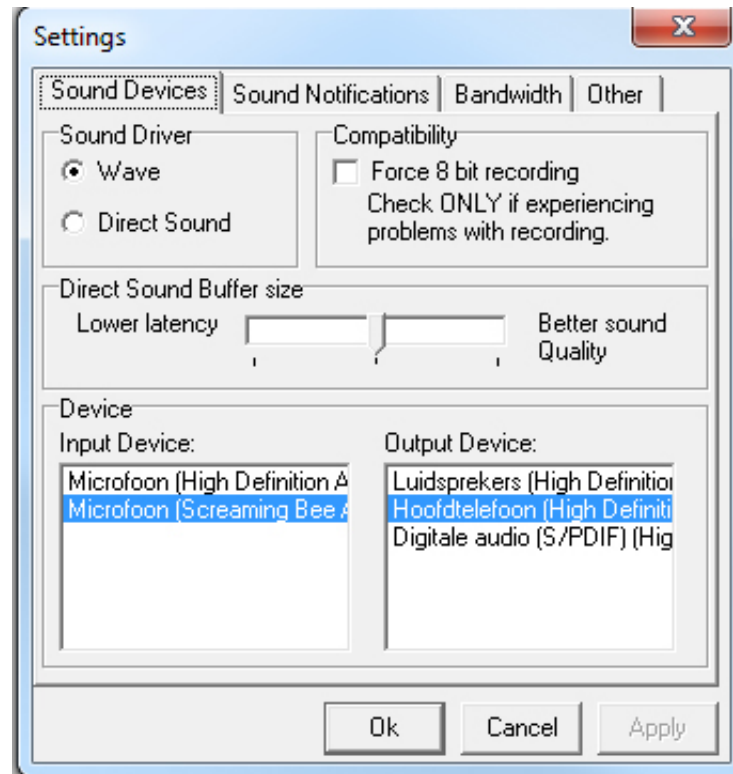 Settings
Sound Devices Sound Notifications Bandwidth Other
Sound Driver
Wave
Direct Sound
Compatibility
Force 8 bit recording
Check ONLY if experiencing
problems with recording.
Direct Sound Buffer size
Lower latency
Better sound
Quality
Device
Input Device:
Microfoon (High Definition A
Microfoon (Screaming Bee A
Output Device:
Luidsprekers (High Definition
Hoofdtelefoon (High Definiti
Digitale audio (S/PDIF) (Hig
Ok Cancel Apply